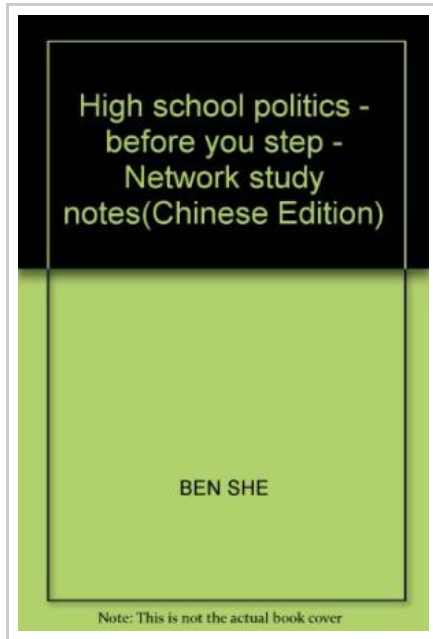 High school politics -
before you step -
Network study
notes(Chinese Edition)
BEN SHE
Note: This is not the actual book cover